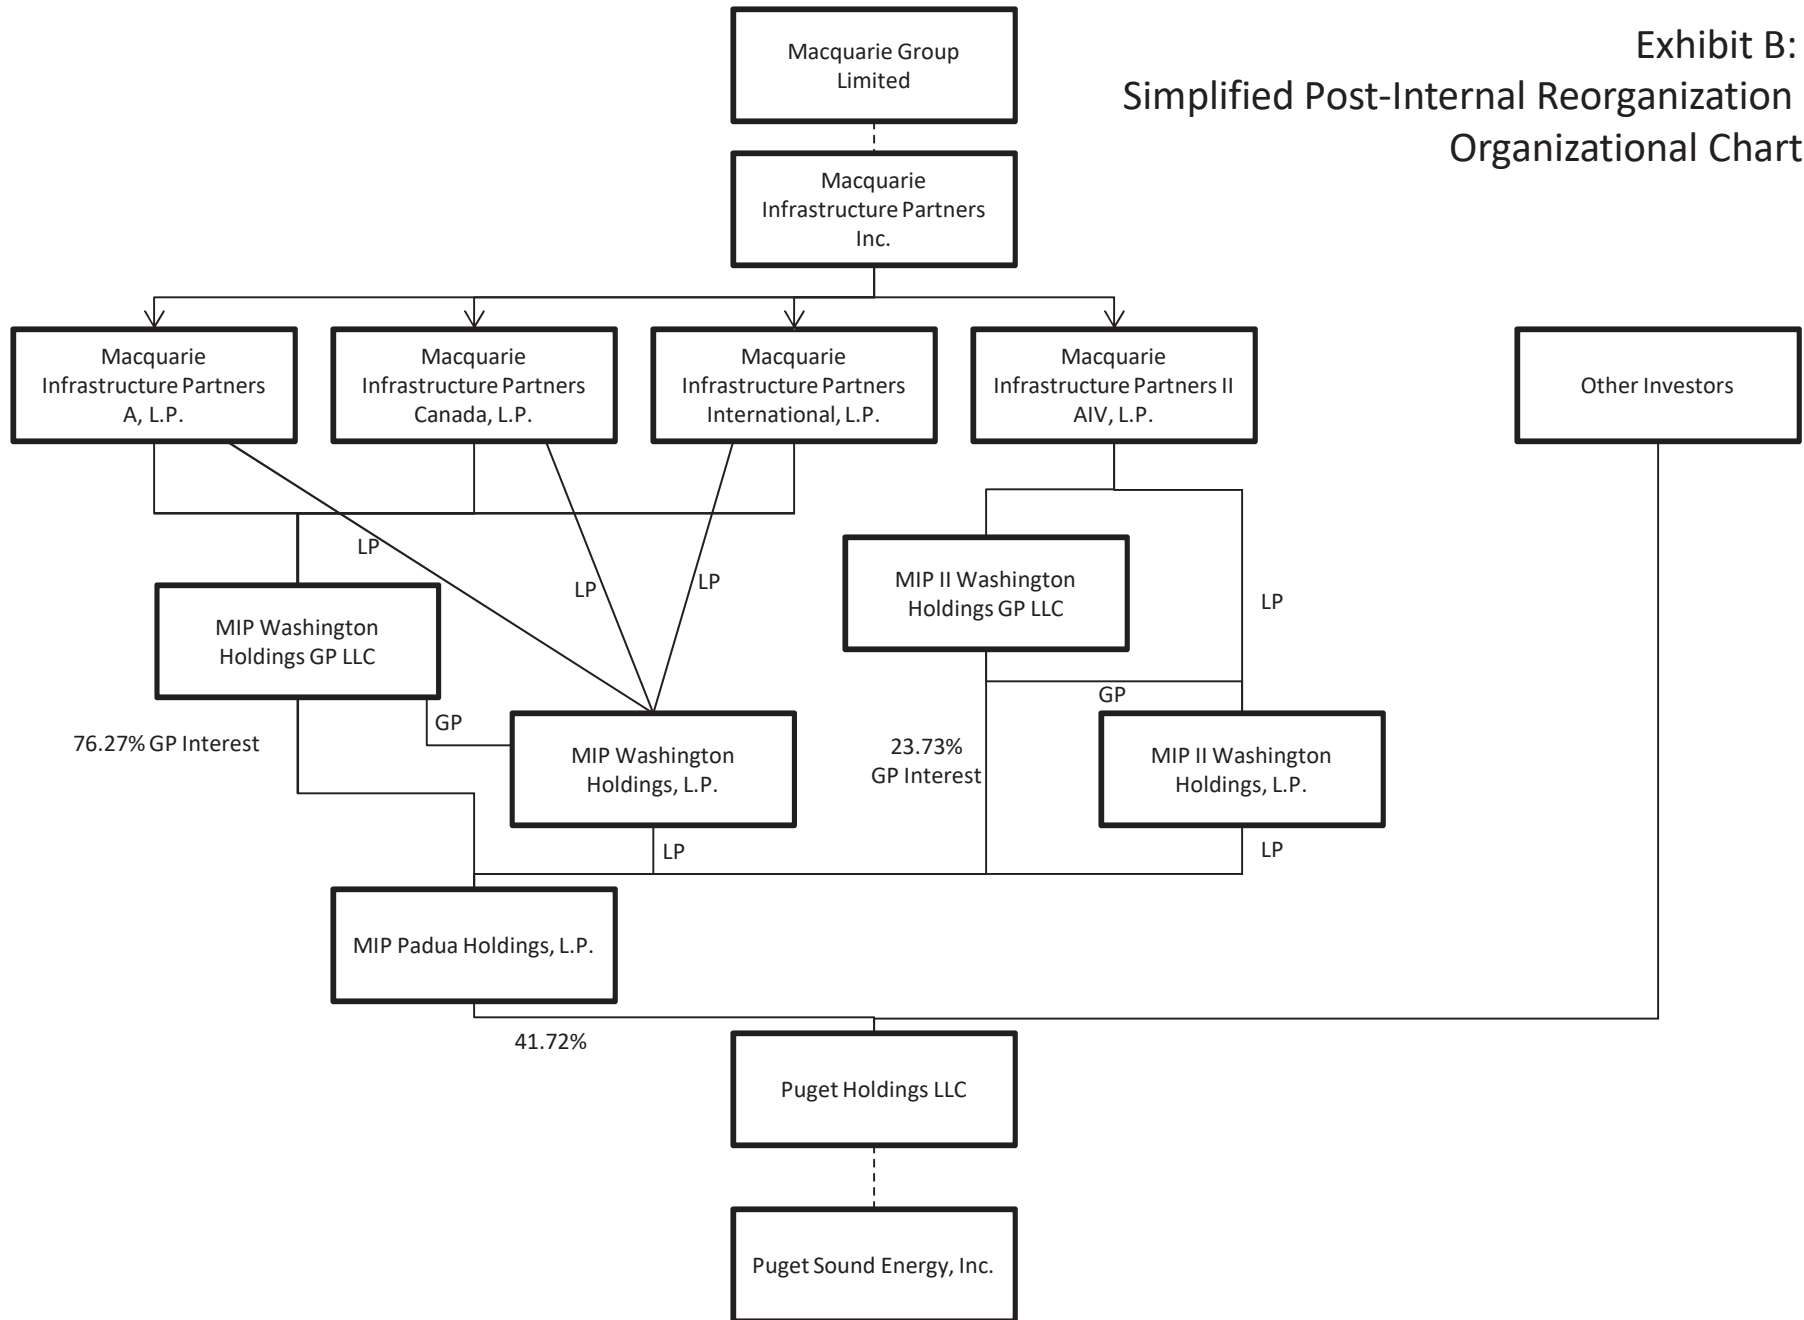 Exhibit B:
Simplified Post-Internal Reorganization
Organizational Chart
Macquarie Group
Limited
Macquarie
Infrastructure Partners
Inc.
Macquarie
Infrastructure Partners
A, L.P.
Macquarie
Infrastructure Partners
Canada, L.P.
Macquarie
Infrastructure Partners
International, L.P.
Macquarie
Infrastructure Partners II
AIV, L.P.
Other Investors
LP
LP
LP
MIP II Washington
Holdings GP LLC
LP
MIP Washington
Holdings GP LLC
GP
GP
76.27% GP Interest
MIP Washington
Holdings, L.P.
23.73%
GP Interest
MIP II Washington
Holdings, L.P.
LP
LP
MIP Padua Holdings, L.P.
41.72%
Puget Holdings LLC
Puget Sound Energy, Inc.